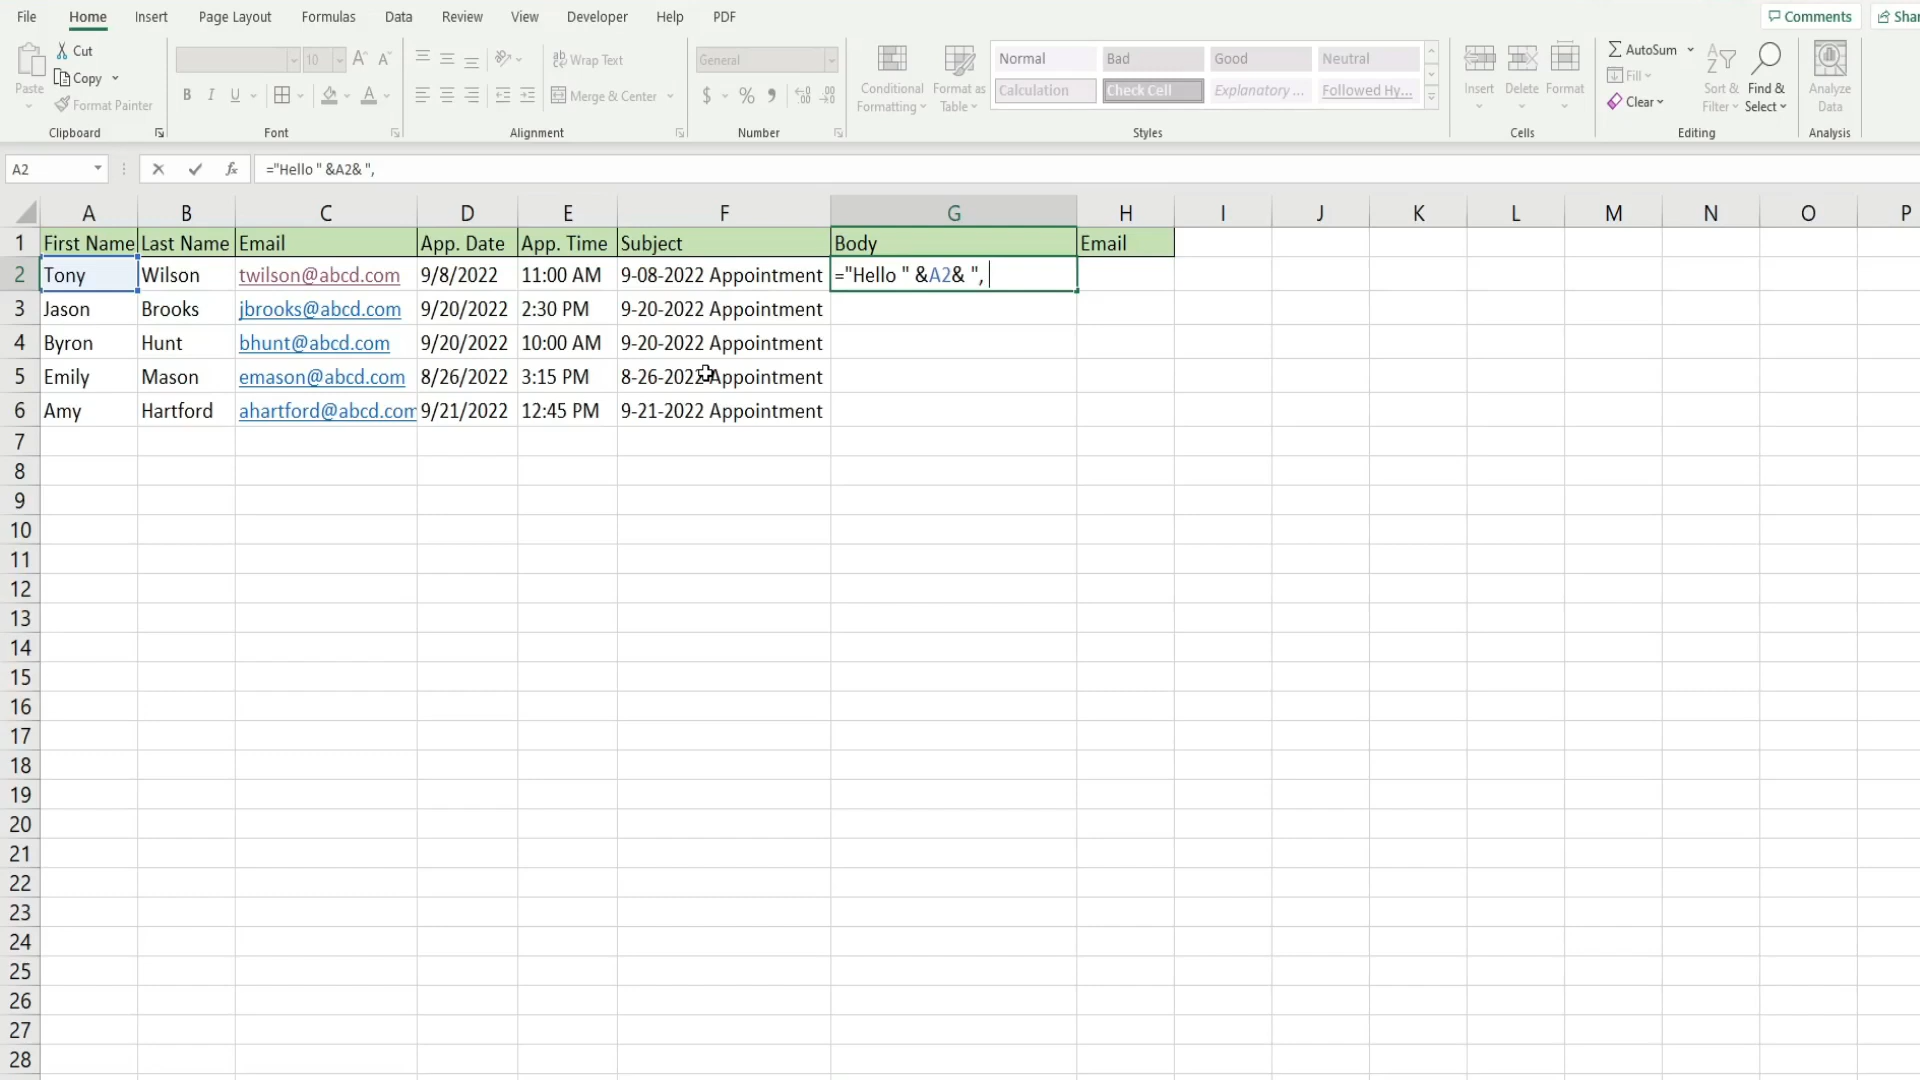 File Home Insert Page Layout Formulas Data Review View Developer Help PDF Comments Shar
Paste Cut Copy Format Painter Clipboard
10 A A B I U A Font
ab Wrap Text Merge & Center Alignment
General $ % Number
Conditional Formatting Format as Table
Normal Bad Good Neutral
Calculation Check Cell Explanatory ... Followed Hy...
Styles
Insert Delete Format Cells
AutoSum Fill Clear Sort & Filter Find & Select Editing
Analyze Data Analysis
A2 fx ="Hello " &A2& ",
A B C D E F G H I J K L M N O P
1 First Name Last Name Email App. Date App. Time Subject Body Email
2 Tony Wilson twilson@abcd.com 9/8/2022 11:00 AM 9-08-2022 Appointment ="Hello " &A2& ",
3 Jason Brooks jbrooks@abcd.com 9/20/2022 2:30 PM 9-20-2022 Appointment
4 Byron Hunt bhunt@abcd.com 9/20/2022 10:00 AM 9-20-2022 Appointment
5 Emily Mason emason@abcd.com 8/26/2022 3:15 PM 8-26-2022 Appointment
6 Amy Hartford ahartford@abcd.com 9/21/2022 12:45 PM 9-21-2022 Appointment
7
8
9
10
11
12
13
14
15
16
17
18
19
20
21
22
23
24
25
26
27
28